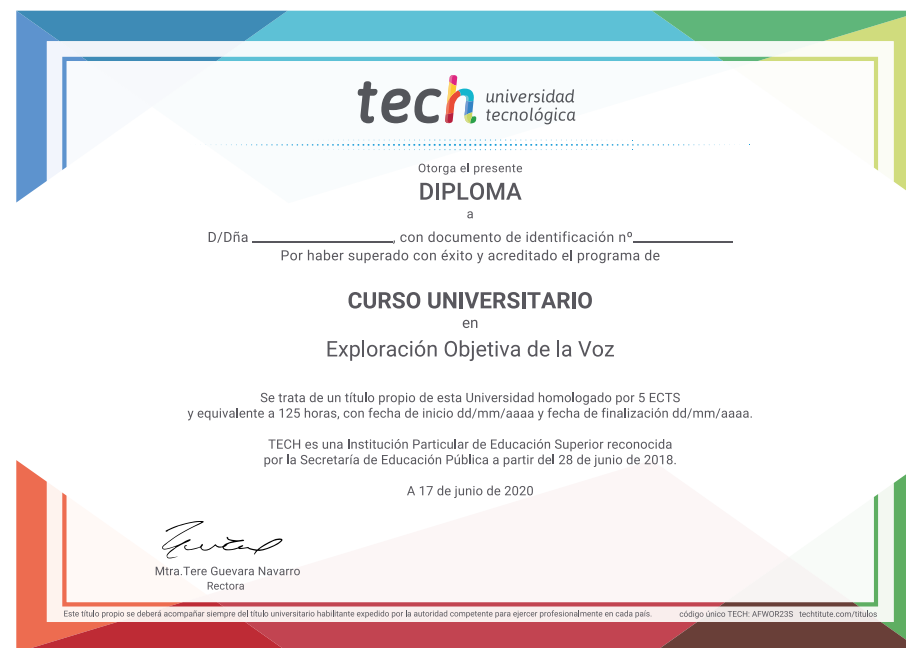 tech universidad
tecnológica
Otorga el presente
DIPLOMA
a
D/Dña ______________, con documento de identificación nº__________
Por haber superado con éxito y acreditado el programa de
CURSO UNIVERSITARIO
en
Exploración Objetiva de la Voz
Se trata de un título propio de esta Universidad homologado por 5 ECTS
y equivalente a 125 horas, con fecha de inicio dd/mm/aaaa y fecha de finalización dd/mm/aaaa.
TECH es una Institución Particular de Educación Superior reconocida
por la Secretaría de Educación Pública a partir del 28 de junio de 2018.
A 17 de junio de 2020
Mtra.Tere Guevara Navarro
Rectora
Este título propio se deberá acompañar siempre del título universitario habilitante expedido por la autoridad competente para ejercer profesionalmente en cada país. código único TECH: AFWOR23S techtitute.com/titulos